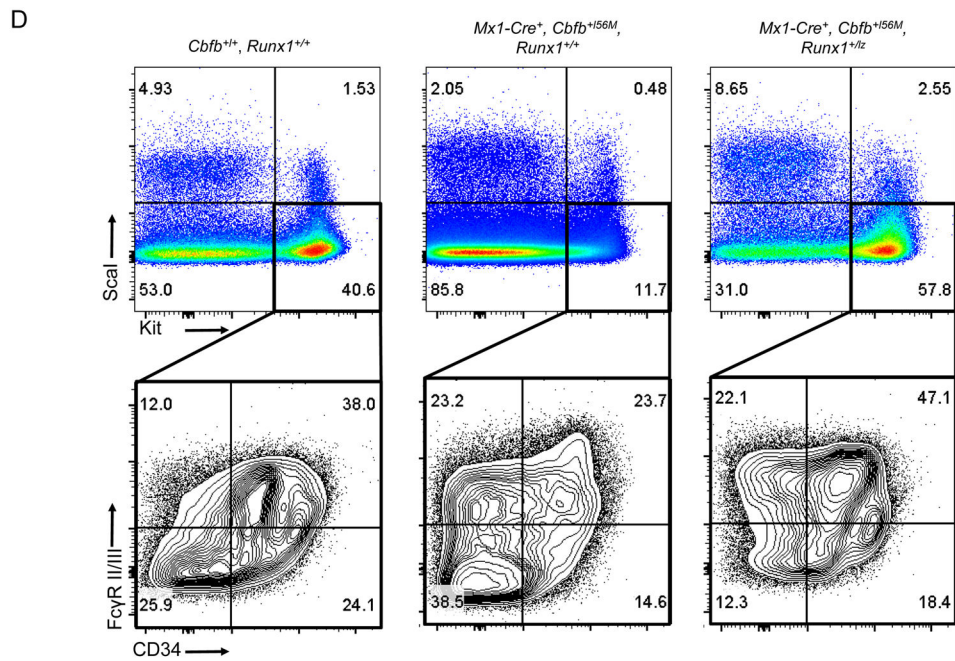 D
Cbfb+/+, Runx1+/+
Mx1-Cre+, Cbfb+I56M,
Runx1+/+
Mx1-Cre+, Cbfb+I56M,
Runx1+/lz
4.93 1.53
2.05 0.48
8.65 2.55
ScaI
53.0 40.6
85.8 11.7
31.0 57.8
Kit
12.0 38.0
23.2 23.7
22.1 47.1
FcγR II/III
25.9 24.1
38.5 14.6
12.3 18.4
CD34